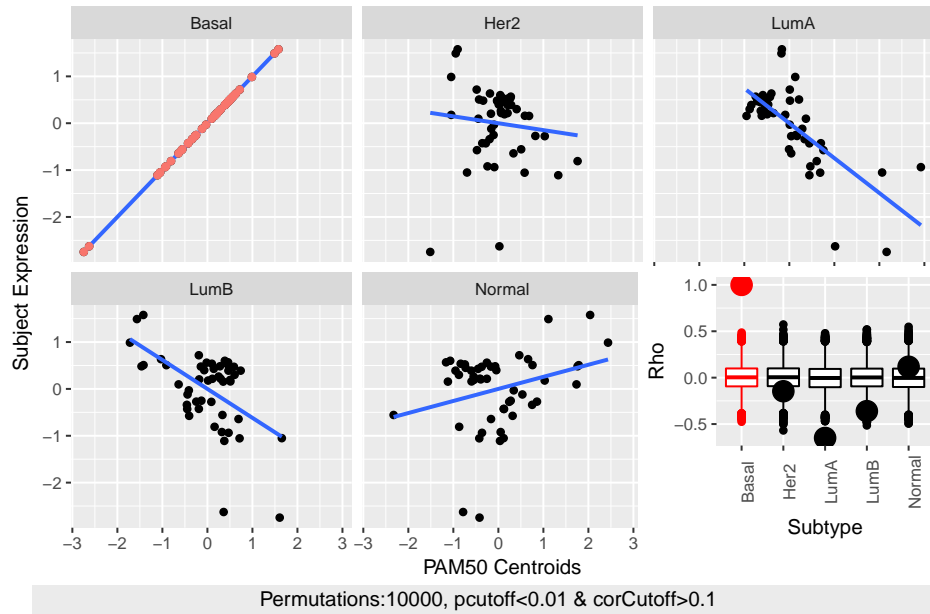 Basal
Her2
LumA
1
0
−1
−2
Subject Expression
LumB
Normal
1
0
−1
−2
−3 −2 −1 0 1 2 3
−3 −2 −1 0 1 2 3
PAM50 Centroids
1.0
0.5
0.0
−0.5
Rho
Basal
Her2
LumA
LumB
Normal
Subtype
Permutations:10000, pcutoff<0.01 & corCutoff>0.1